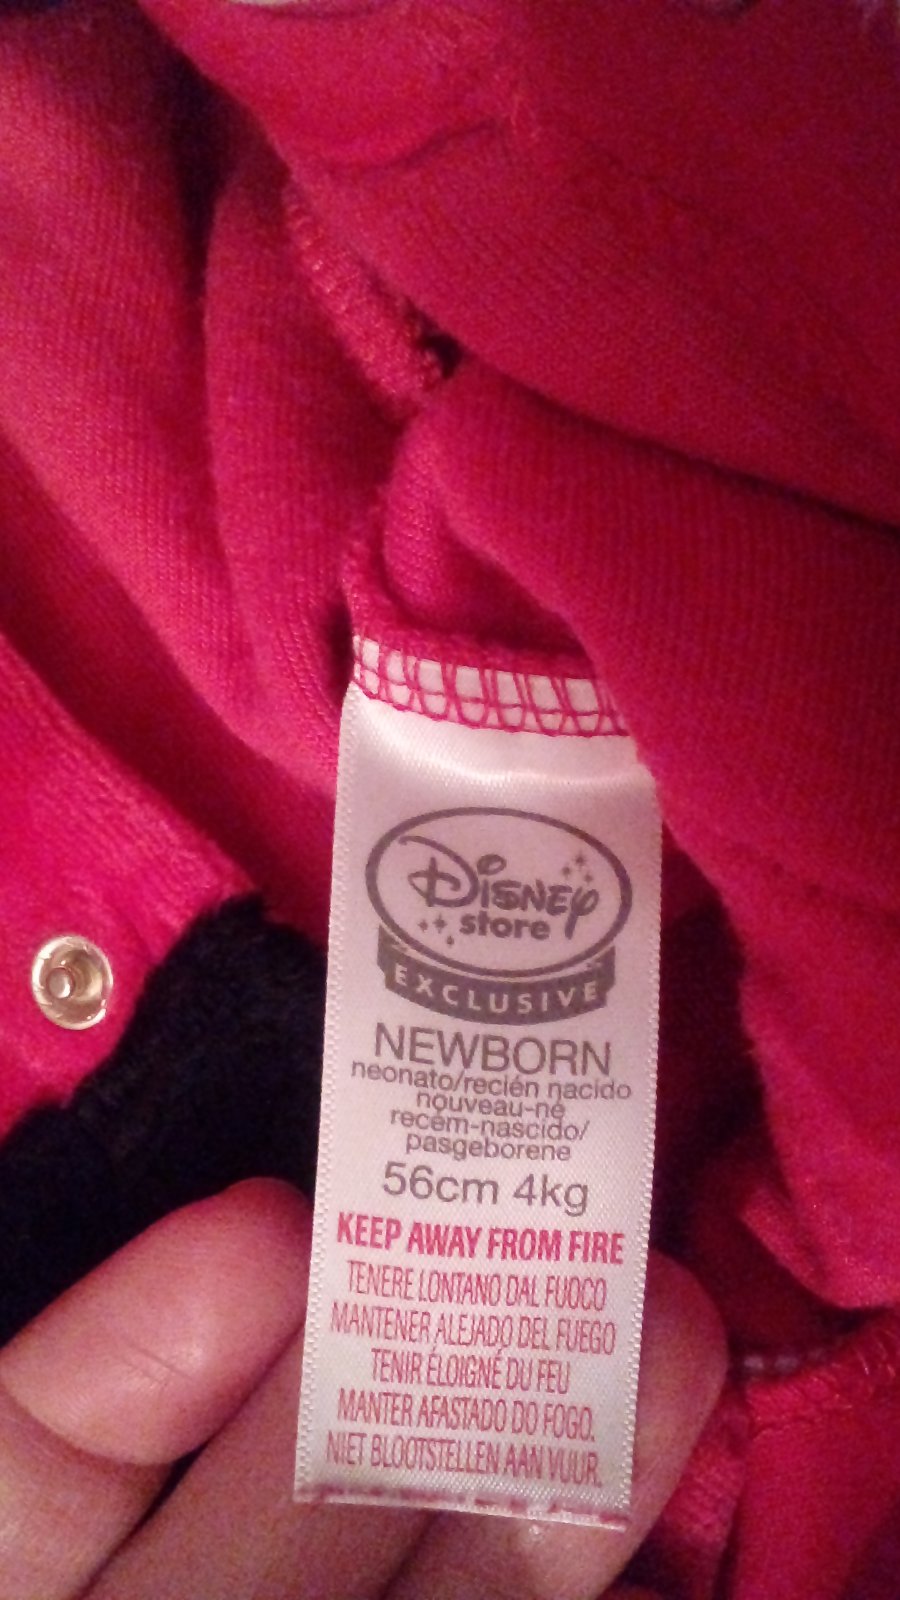 Disney
store
EXCLUSIVE
NEWBORN
neonato/recién nacido
nouveau-né
recém-nascido/
pasgeborene
56cm 4kg
KEEP AWAY FROM FIRE
TENERE LONTANO DAL FUOCO
MANTENER ALEJADO DEL FUEGO
TENIR ÉLOIGNÉ DU FEU
MANTER AFASTADO DO FOGO.
NIET BLOOTSTELLEN AAN VUUR.